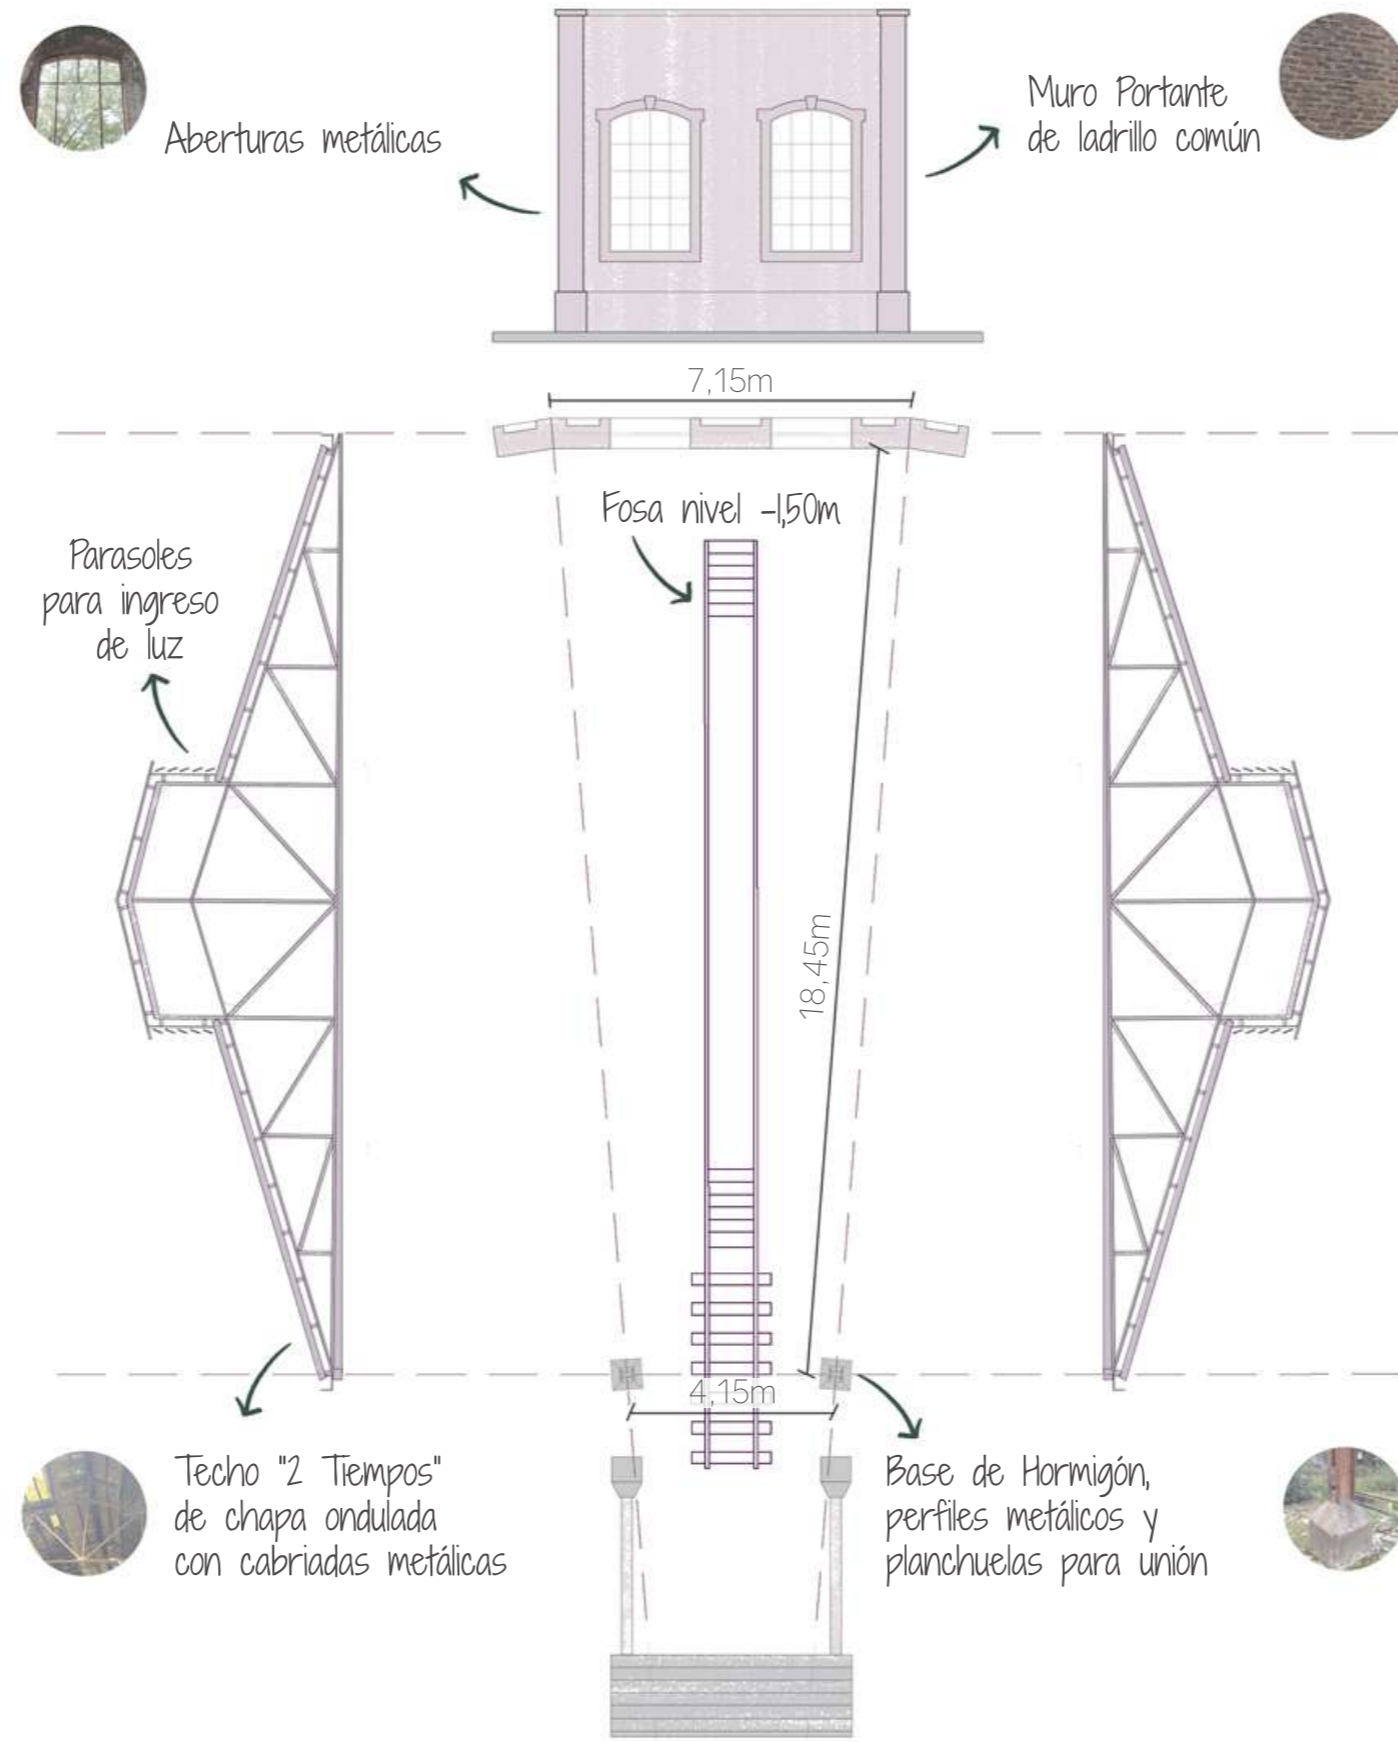 Aberturas metálicas
Muro Portante
de ladrillo común
7,15m
Fosa nivel -1,50m
Parasoles
para ingreso
de luz
18,45m
4,15m
Techo "2 Tiempos"
de chapa ondulada
con cabriadas metálicas
Base de Hormigón,
perfiles metálicos y
planchuelas para unión